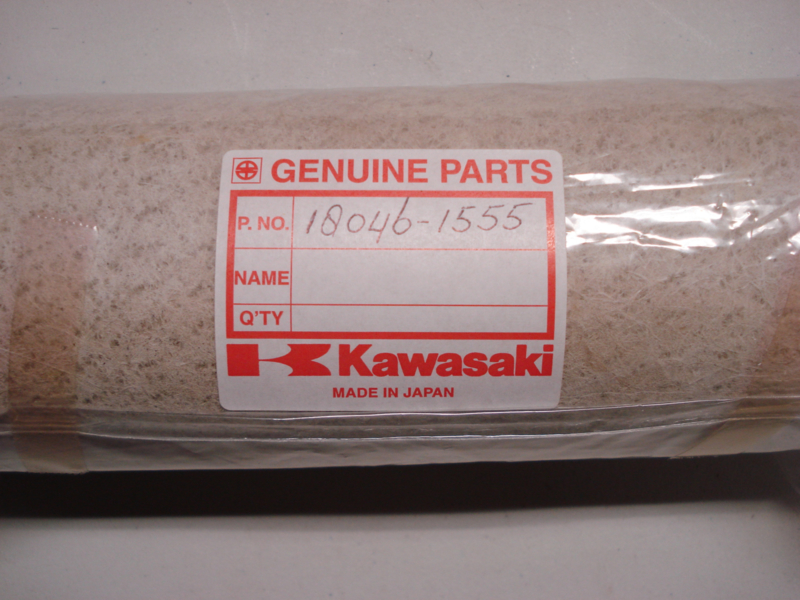 GENUINE PARTS
P. NO. 18046-1555
NAME
Q'TY
Kawasaki
MADE IN JAPAN